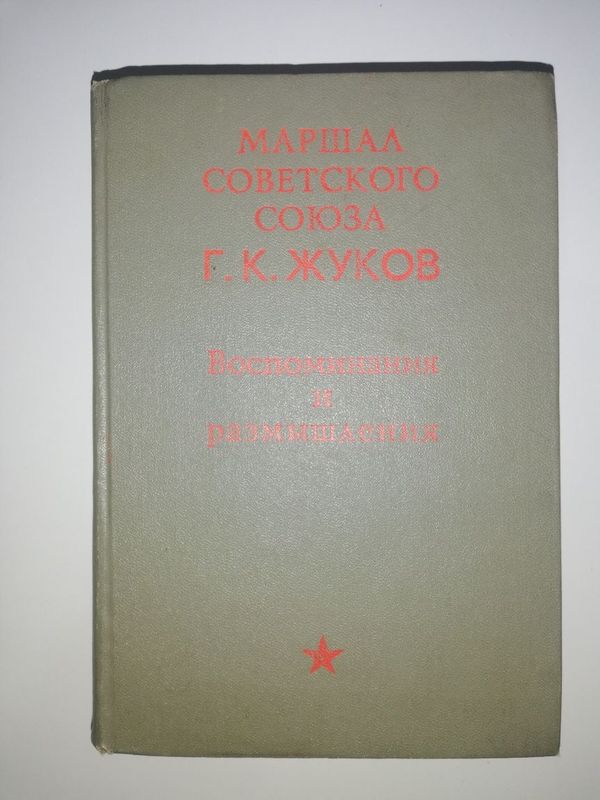 МАРШАЛ
СОВЕТСКОГО
СОЮЗА
Г. К. ЖУКОВ
Воспоминания
и
размышления